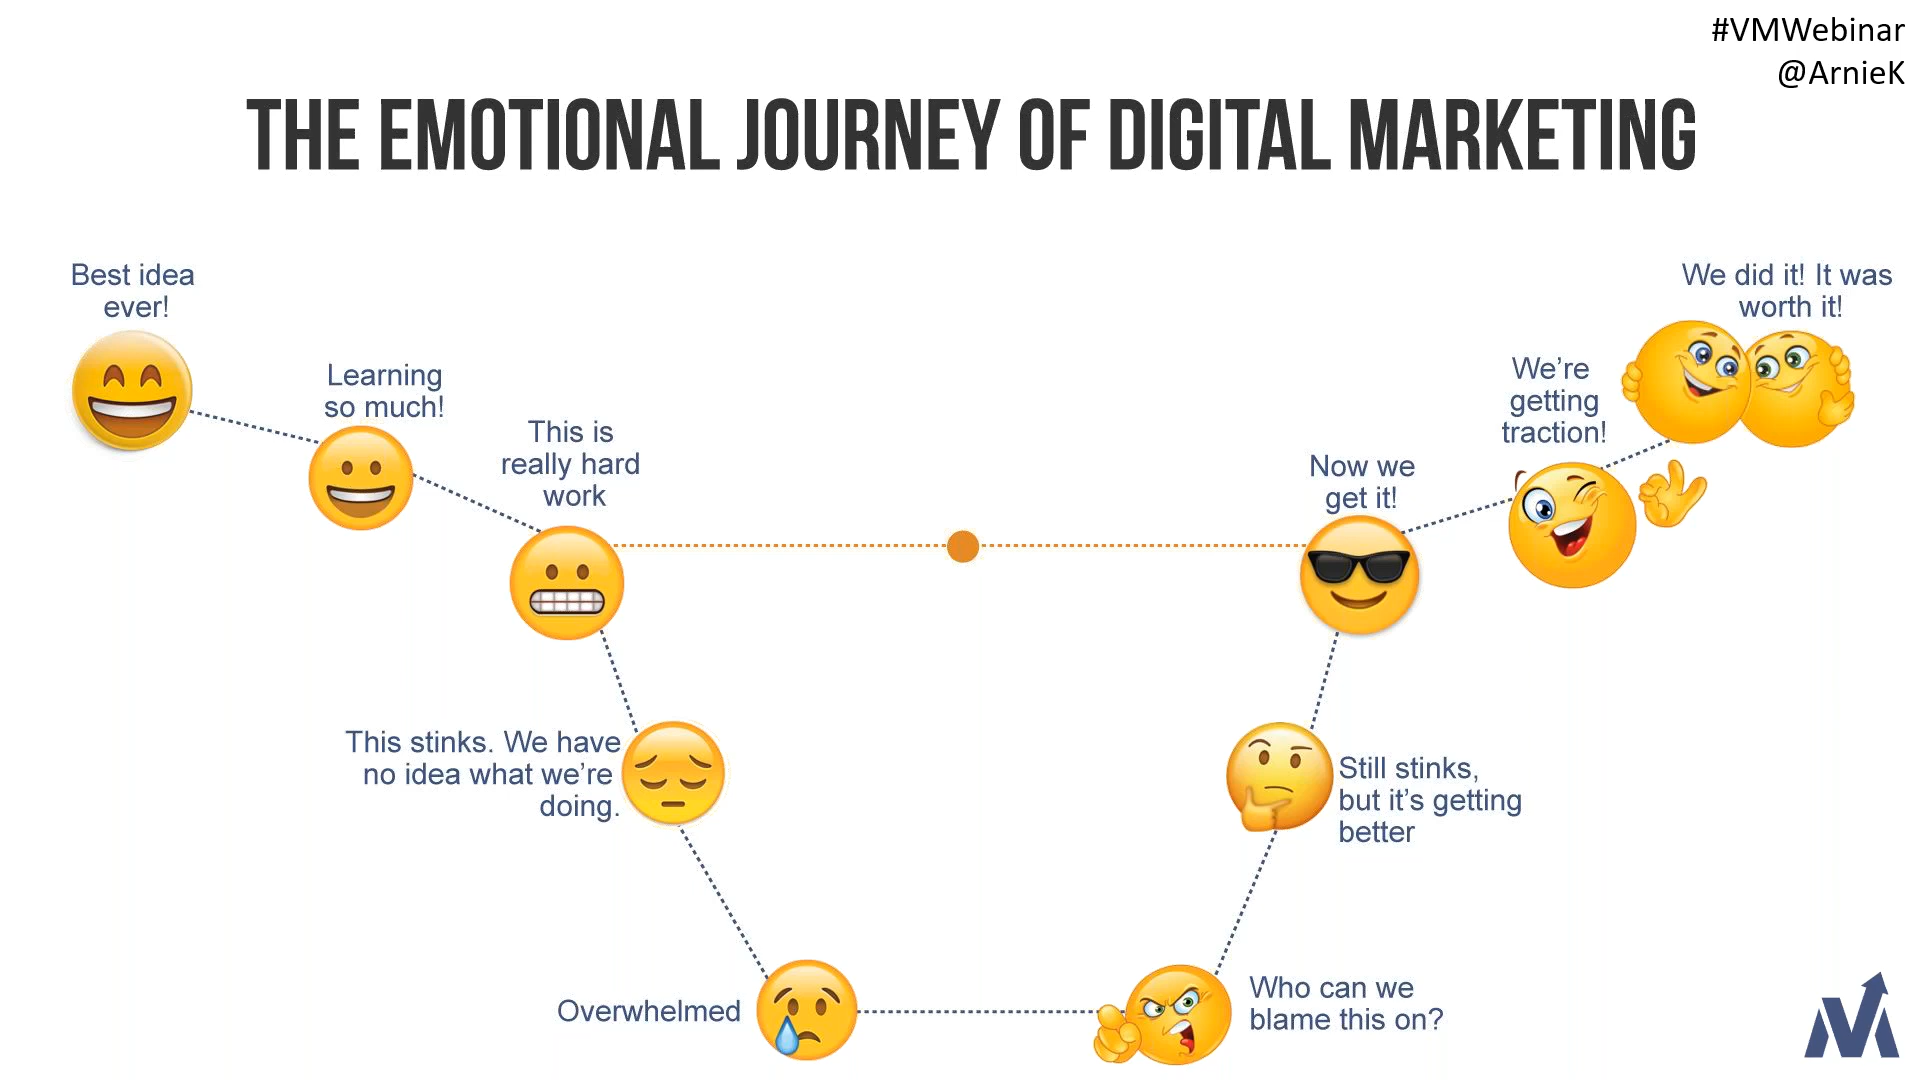 #VMWebinar
@ArnieK
THE EMOTIONAL JOURNEY OF DIGITAL MARKETING
Best idea
ever!
Learning
so much!
This is
really hard
work
This stinks. We have
no idea what we're
doing.
Overwhelmed
Who can we
blame this on?
Still stinks,
but it's getting
better
Now we
get it!
We're
getting
traction!
We did it! It was
worth it!